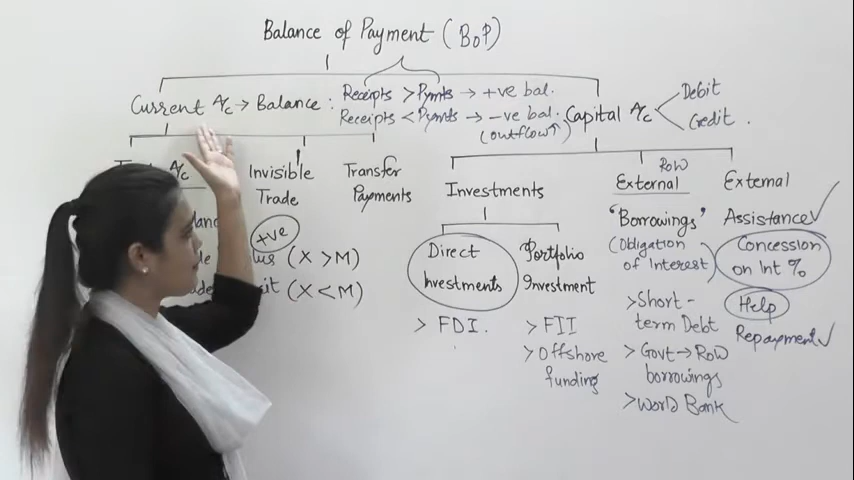 Balance of Payment (BoP)
Current A/c → Balance :
Receipts > Pymts → +ve bal.
Receipts < Pymts → -ve bal.
(outflow↑)
A/c
Invisible
Trade
Transfer
Payments
+ve
(X > M)
(X < M)
Capital A/c
Debit
Credit .
Investments
Direct
Investments
> FDI.
Portfolio
Investment
> FII
> Offshore
funding
RoW
External
"Borrowings"
(Obligation
of Interest)
> Short-
term Debt
> Govt → RoW
borrowings
> World Bank
External
Assistance ✓
Concession
on Int %
Help
Repayment ✓